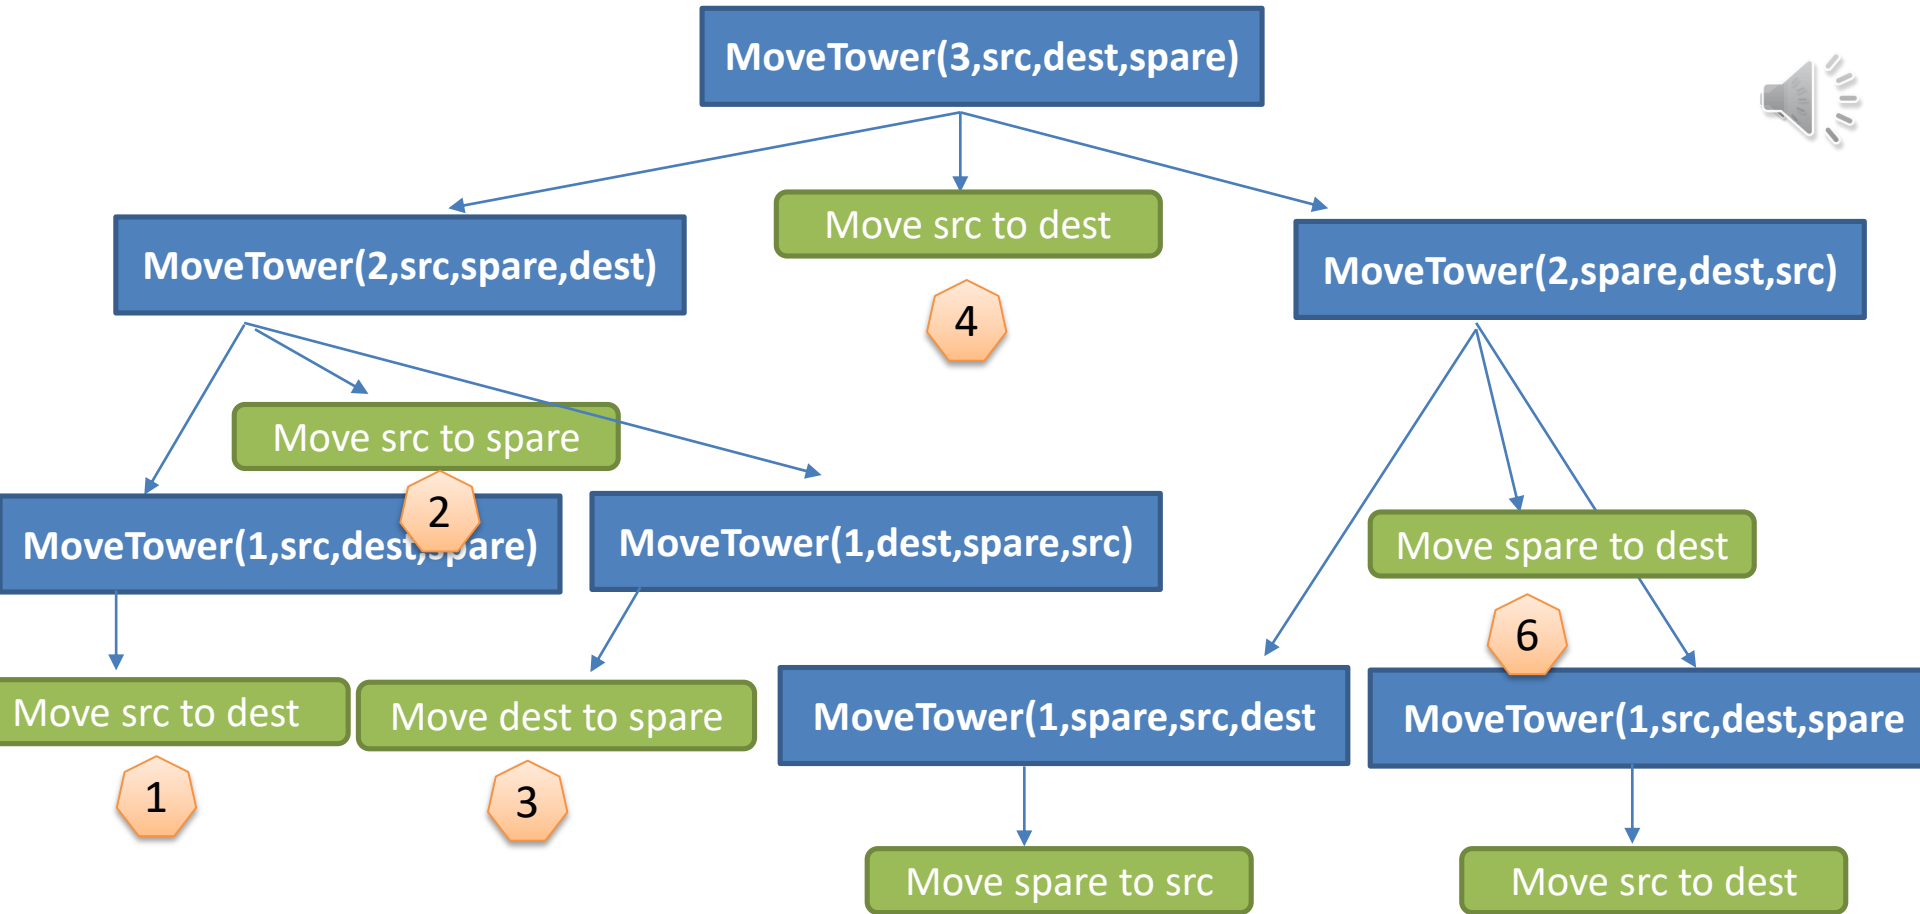 MoveTower(3,src,dest,spare)
Move src to dest
MoveTower(2,src,spare,dest)
MoveTower(2,spare,dest,src)
4
Move src to spare
2
MoveTower(1,src,dest,spare)
MoveTower(1,dest,spare,src)
Move spare to dest
6
Move src to dest
Move dest to spare
MoveTower(1,spare,src,dest
MoveTower(1,src,dest,spare
1
3
Move spare to src
Move src to dest